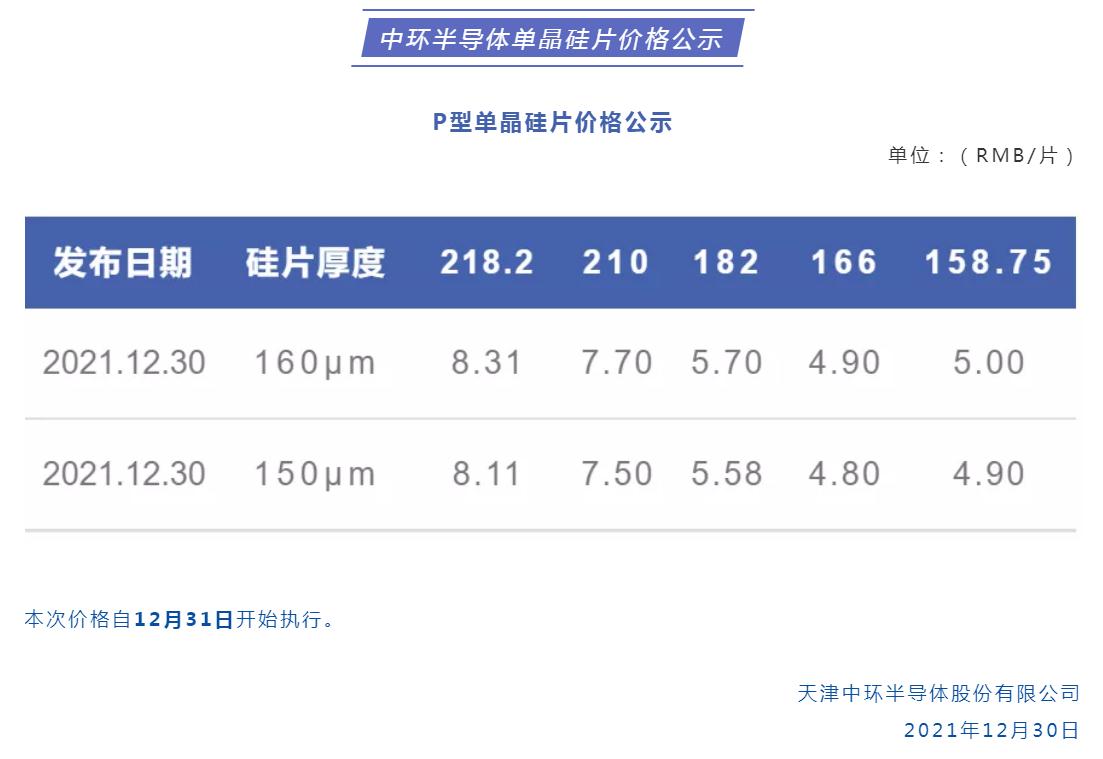 中环半导体单晶硅片价格公示
P型单晶硅片价格公示
单位：（RMB/片）
发布日期 硅片厚度 218.2 210 182 166 158.75
2021.12.30 160μm 8.31 7.70 5.70 4.90 5.00
2021.12.30 150μm 8.11 7.50 5.58 4.80 4.90
本次价格自12月31日开始执行。
天津中环半导体股份有限公司
2021年12月30日